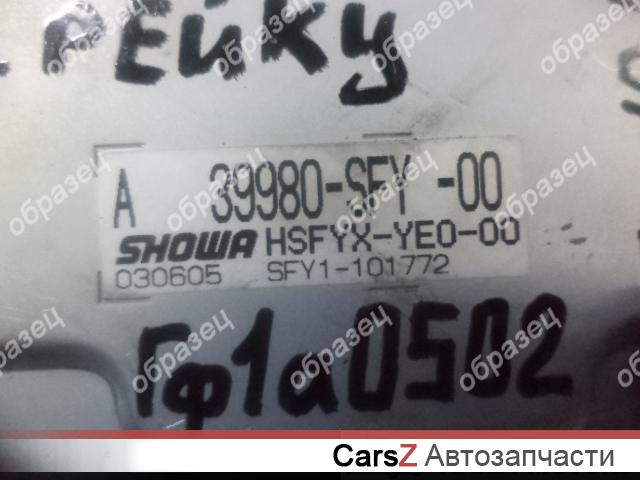 РЕЙКУ
A 39980-SFY -00
SHOWA HSFYX-YE0-00
030605 SFY1-101772
Гф1а0502
образец
CarsZ Автозапчасти